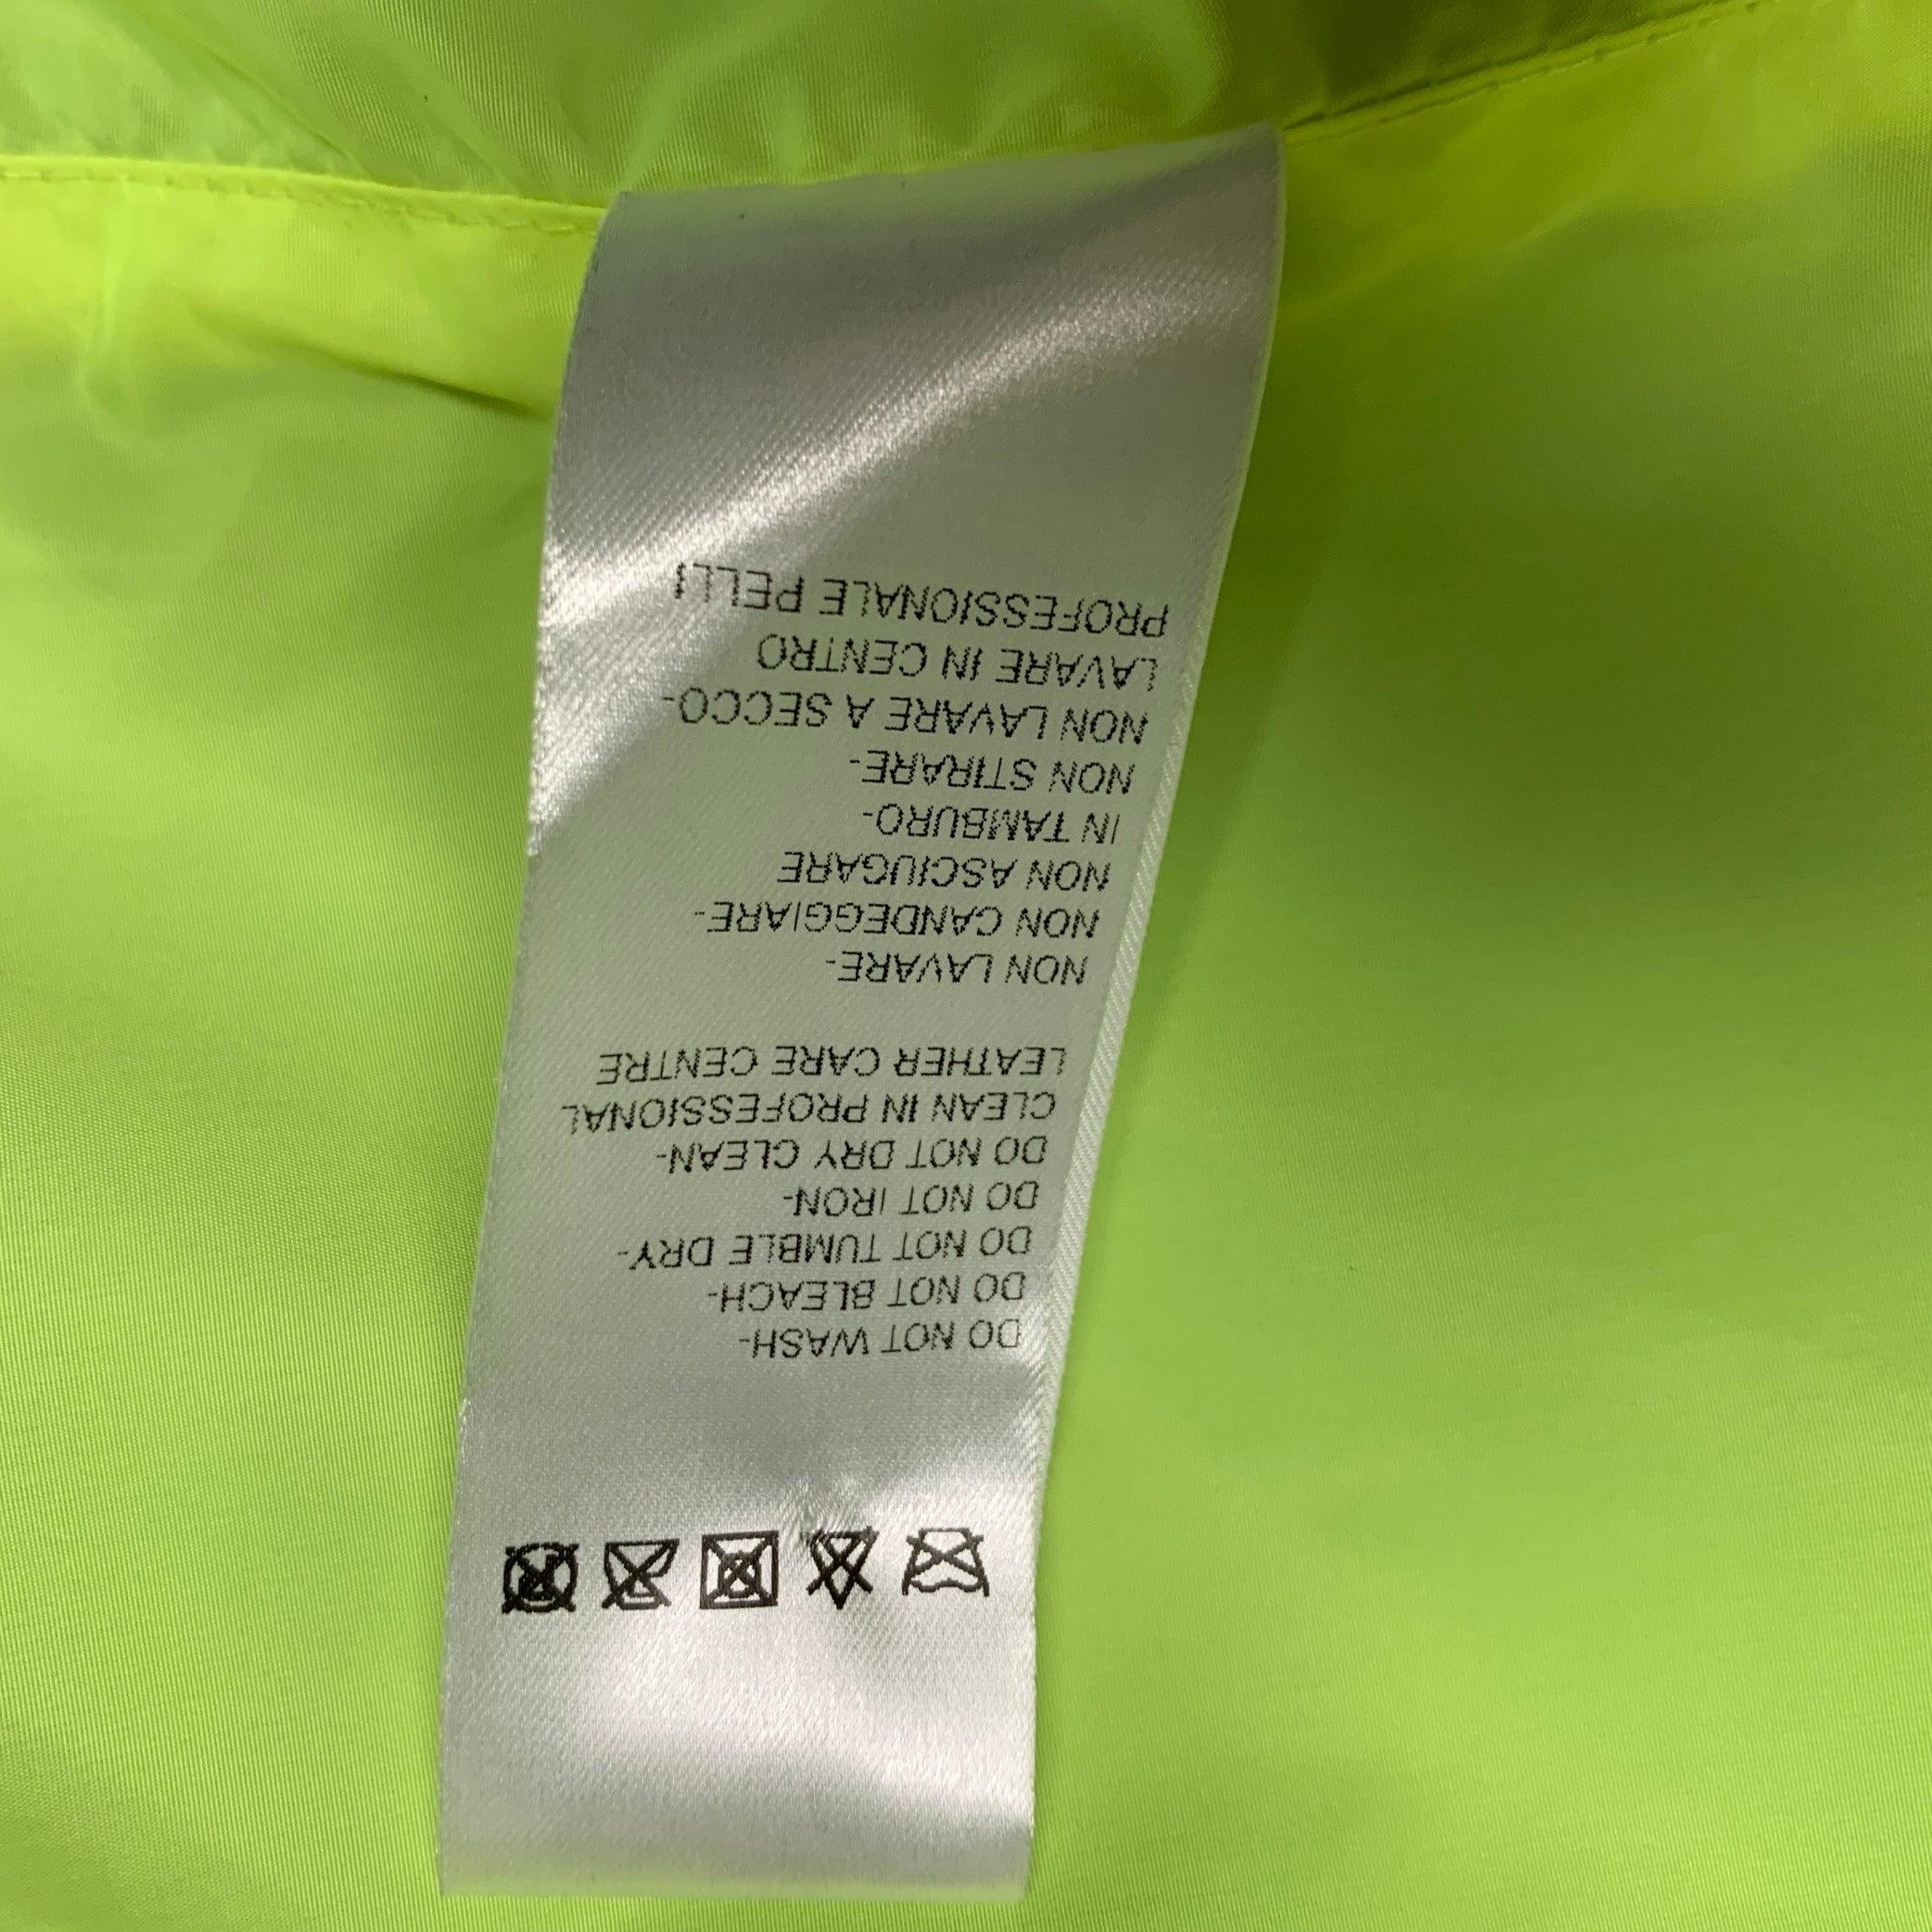 DO NOT WASH-
DO NOT BLEACH-
DO NOT TUMBLE DRY-
DO NOT IRON-
DO NOT DRY CLEAN-
CLEAN IN PROFESSIONAL
LEATHER CARE CENTRE
NON LAVARE-
NON CANDEGGIARE-
NON ASCIUGARE
IN TAMBURO-
NON STIRARE-
NON LAVARE A SECCO-
LAVARE IN CENTRO
PROFESSIONALE PELLI